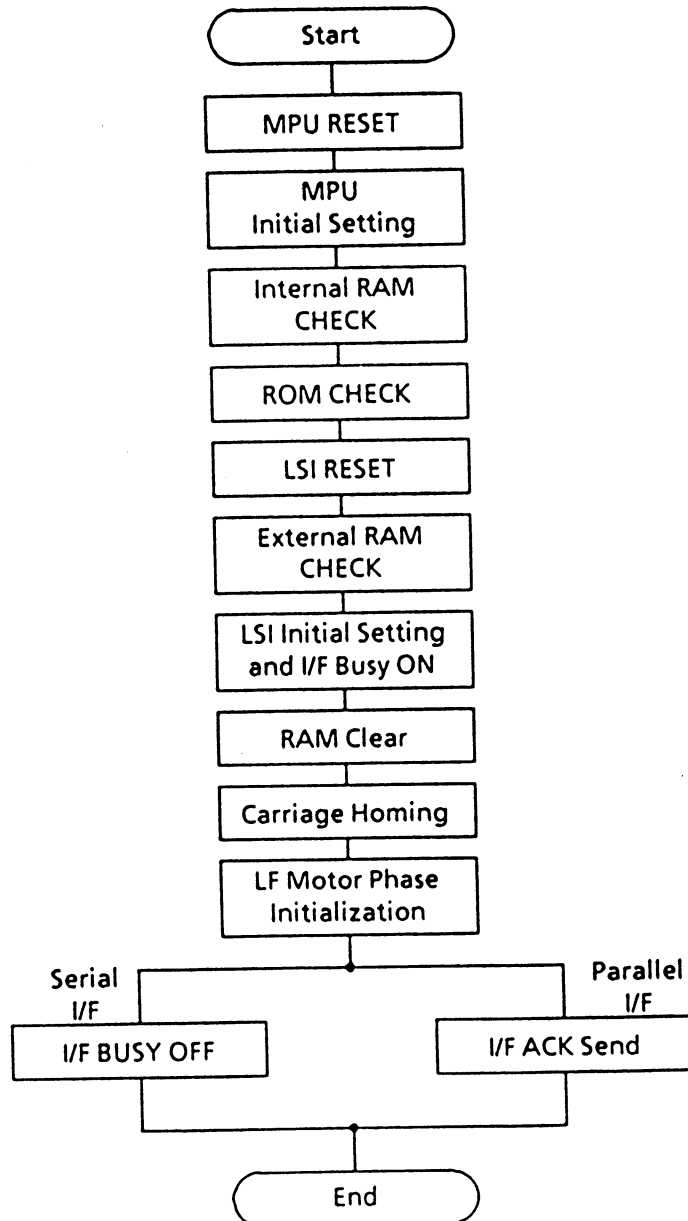 Start
MPU RESET
MPU
Initial Setting
Internal RAM
CHECK
ROM CHECK
LSI RESET
External RAM
CHECK
LSI Initial Setting
and I/F Busy ON
RAM Clear
Carriage Homing
LF Motor Phase
Initialization
Serial
I/F
I/F BUSY OFF
Parallel
I/F
I/F ACK Send
End